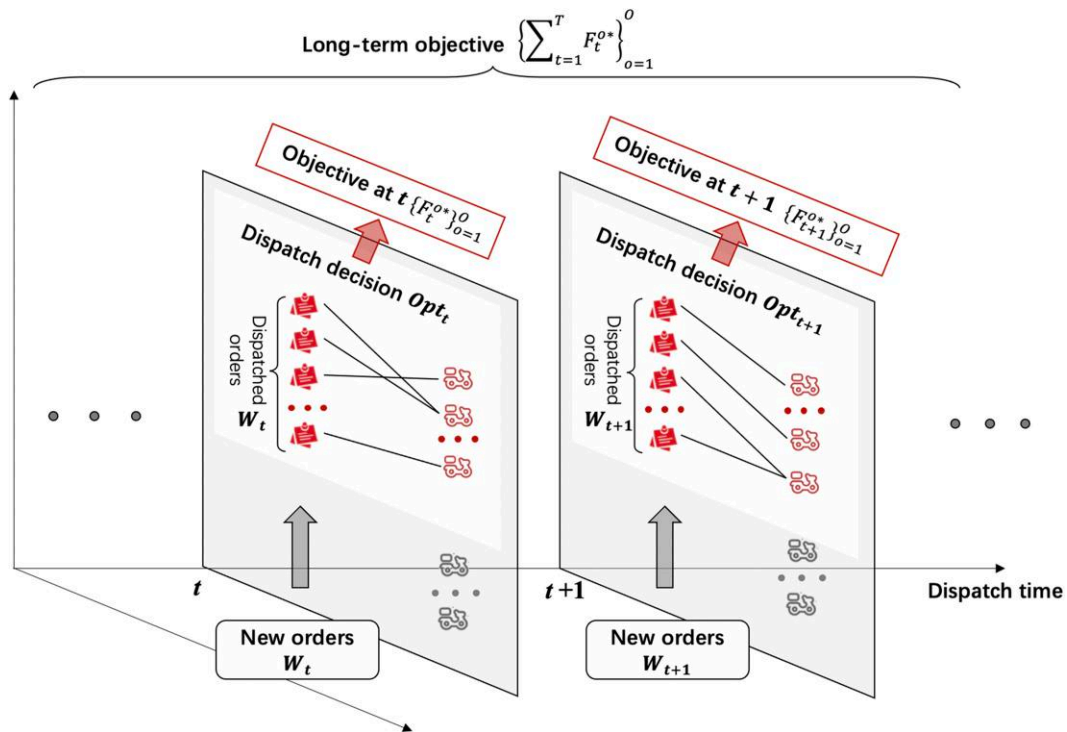 Long-term objective {∑_{t=1}^{T} F_t^{o*}}_{o=1}^{O}
Objective at t {F_t^{o*}}_{o=1}^{O}
Dispatch decision Opt_t
Dispatched
orders
W_t
t
New orders
W_t
Objective at t + 1 {F_{t+1}^{o*}}_{o=1}^{O}
Dispatch decision Opt_{t+1}
Dispatched
orders
W_{t+1}
t+1
New orders
W_{t+1}
Dispatch time